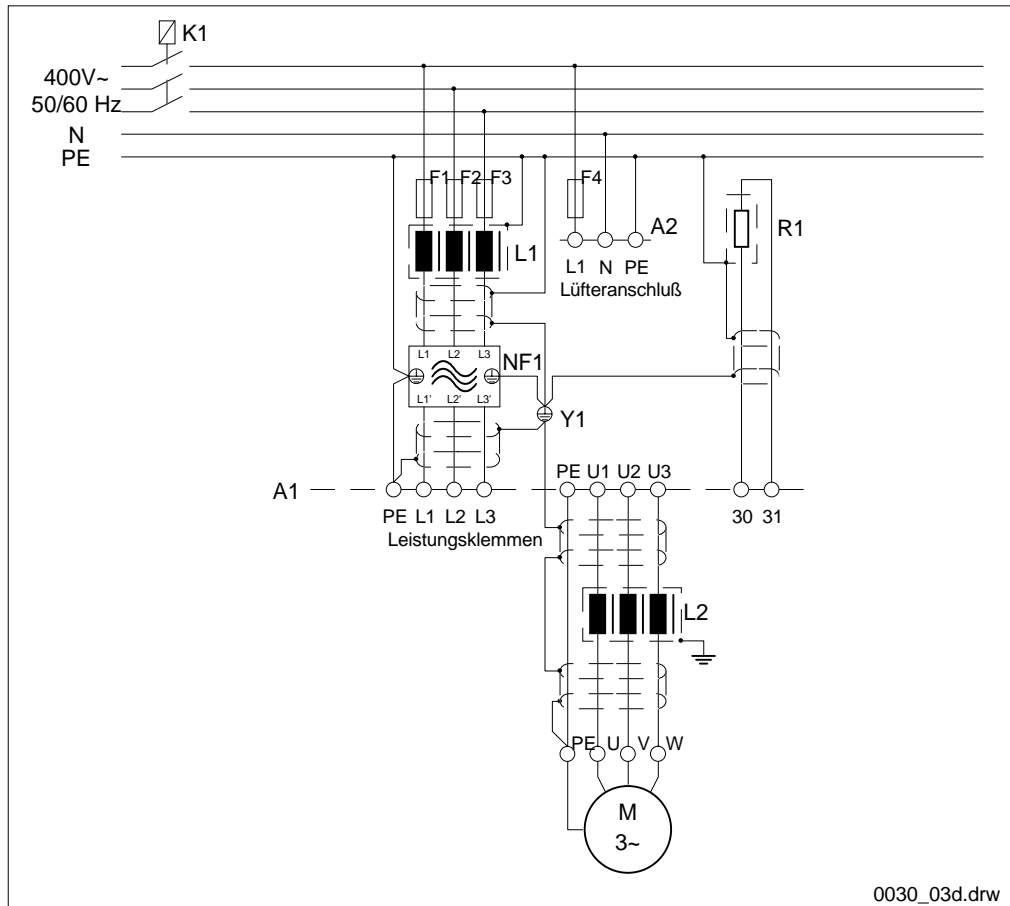 K1
400V~
50/60 Hz
N
PE
F1 F2 F3 F4
A2
L1
R1
L1 N PE
Lüfteranschluß
L1 L2 L3
NF1
L1' L2' L3'
Y1
PE U1 U2 U3
A1
PE L1 L2 L3
30 31
Leistungsklemmen
L2
PE U V W
M
3~
0030_03d.drw